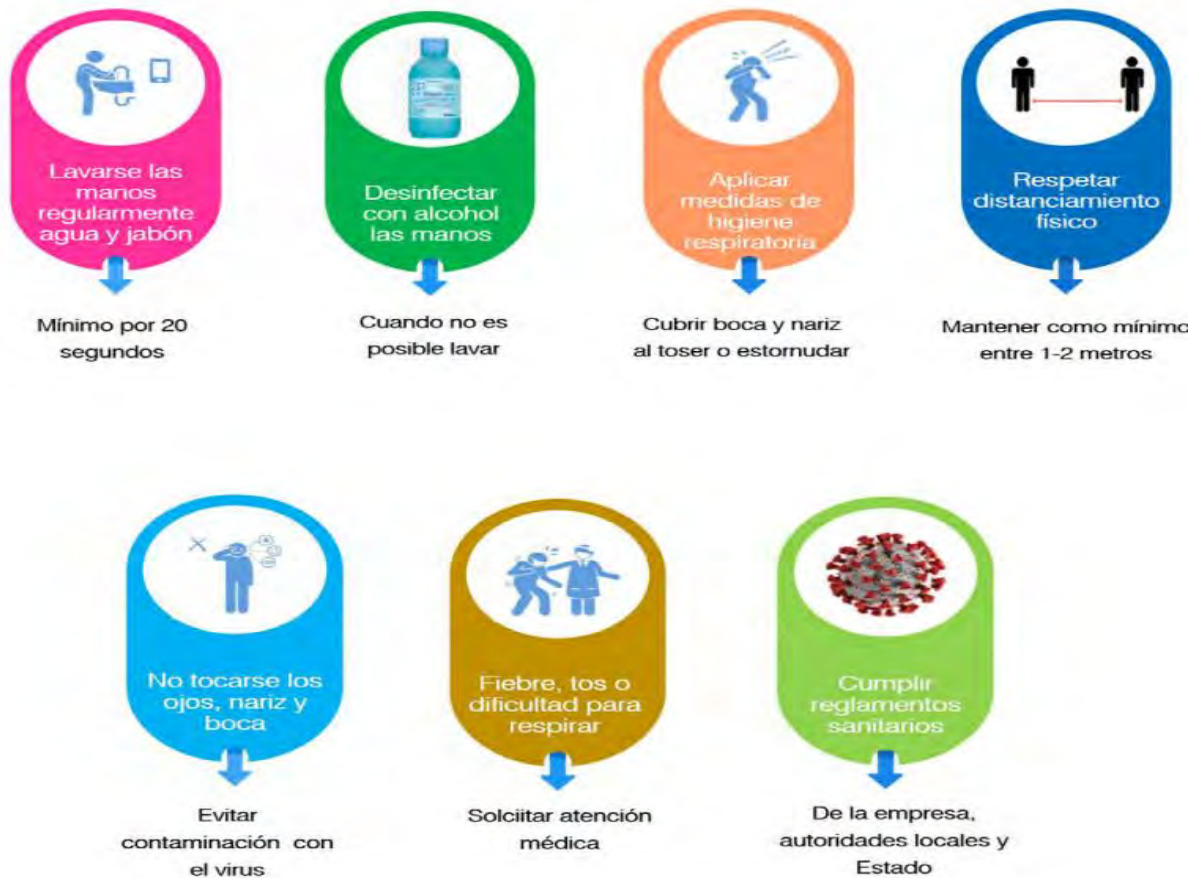 Lavarse las
manos
regularmente
agua y jabón
Mínimo por 20
segundos
Desinfectar
con alcohol
las manos
Cuando no es
posible lavar
Aplicar
medidas de
higiene
respiratoria
Cubrir boca y nariz
al toser o estornudar
Respetar
distanciamiento
físico
Mantener como mínimo
entre 1-2 metros
No tocarse los
ojos, nariz y
boca
Evitar
contaminación con
el virus
Fiebre, tos o
dificultad para
respirar
Solciitar atención
médica
Cumplir
reglamentos
sanitarios
De la empresa,
autoridades locales y
Estado